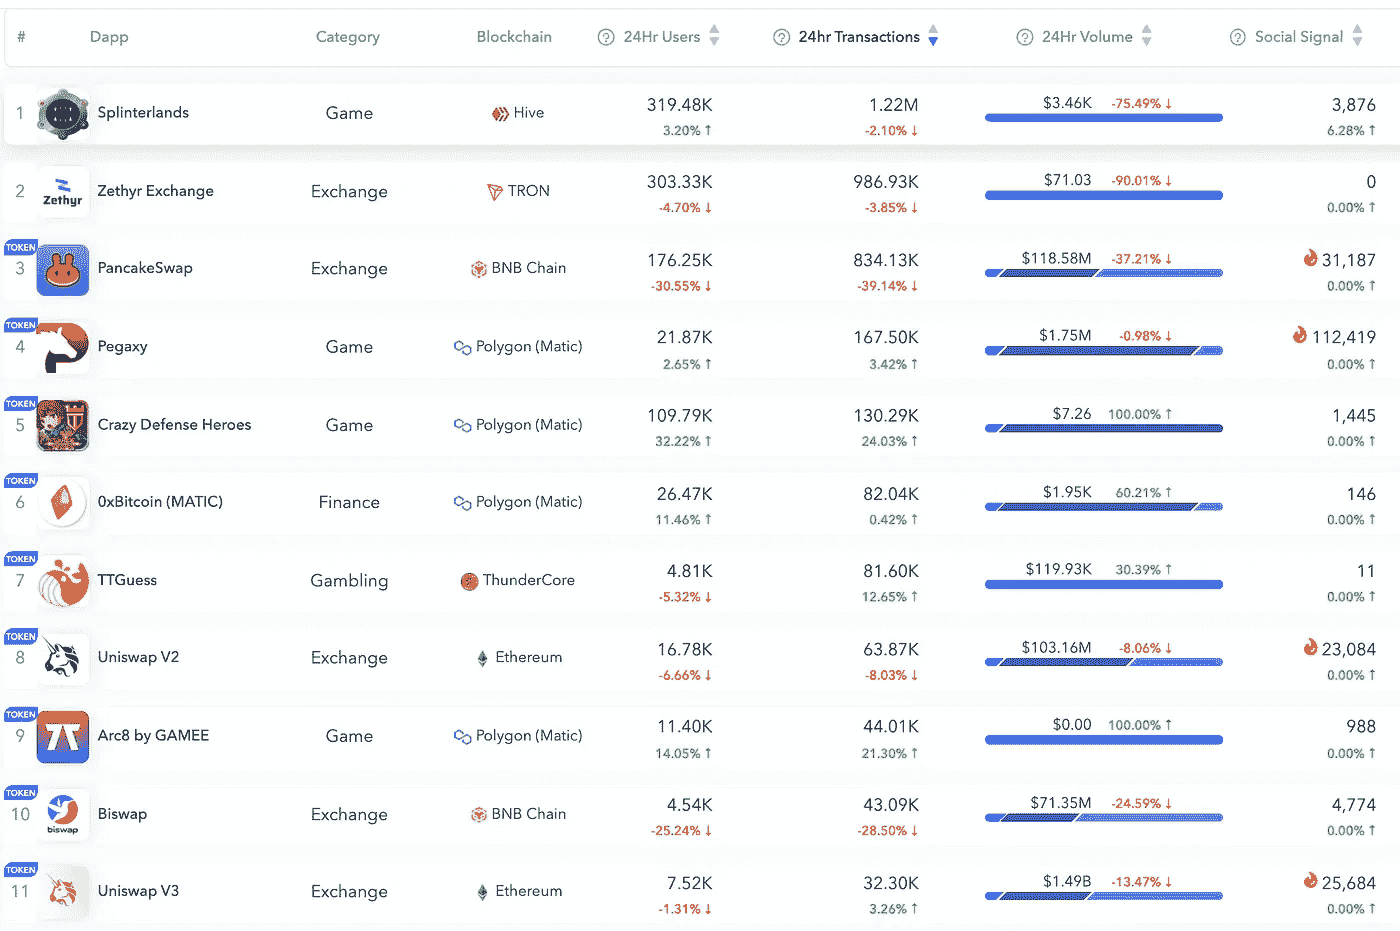 # Dapp Category Blockchain ? 24Hr Users ? 24hr Transactions ? 24Hr Volume ? Social Signal
319.48K 1.22M $3.46K -75.49% ↓ 3,876
1 Splinterlands Game Hive
3.20% ↑ -2.10% ↓ 6.28% ↑
303.33K 986.93K $71.03 -90.01% ↓ 0
2 Zethyr Zethyr Exchange Exchange TRON
-4.70% ↓ -3.85% ↓ 0.00% ↑
TOKEN
176.25K 834.13K $118.58M -37.21% ↓ 31,187
3 PancakeSwap Exchange BNB Chain
-30.55% ↓ -39.14% ↓ 0.00% ↑
TOKEN
21.87K 167.50K $1.75M -0.98% ↓ 112,419
4 Pegaxy Game Polygon (Matic)
2.65% ↑ 3.42% ↑ 0.00% ↑
TOKEN
109.79K 130.29K $7.26 100.00% ↑ 1,445
5 Crazy Defense Heroes Game Polygon (Matic)
32.22% ↑ 24.03% ↑ 0.00% ↑
TOKEN
26.47K 82.04K $1.95K 60.21% ↑ 146
6 0xBitcoin (MATIC) Finance Polygon (Matic)
11.46% ↑ 0.42% ↑ 0.00% ↑
TOKEN
4.81K 81.60K $119.93K 30.39% ↑ 11
7 TTGuess Gambling ThunderCore
-5.32% ↓ 12.65% ↑ 0.00% ↑
TOKEN
16.78K 63.87K $103.16M -8.06% ↓ 23,084
8 Uniswap V2 Exchange Ethereum
-6.66% ↓ -8.03% ↓ 0.00% ↑
TOKEN
11.40K 44.01K $0.00 100.00% ↑ 988
9 Arc8 by GAMEE Game Polygon (Matic)
14.05% ↑ 21.30% ↑ 0.00% ↑
TOKEN
4.54K 43.09K $71.35M -24.59% ↓ 4,774
10 Biswap Exchange BNB Chain
biswap -25.24% ↓ -28.50% ↓ 0.00% ↑
TOKEN
7.52K 32.30K $1.49B -13.47% ↓ 25,684
11 Uniswap V3 Exchange Ethereum
-1.31% ↓ 3.26% ↑ 0.00% ↑